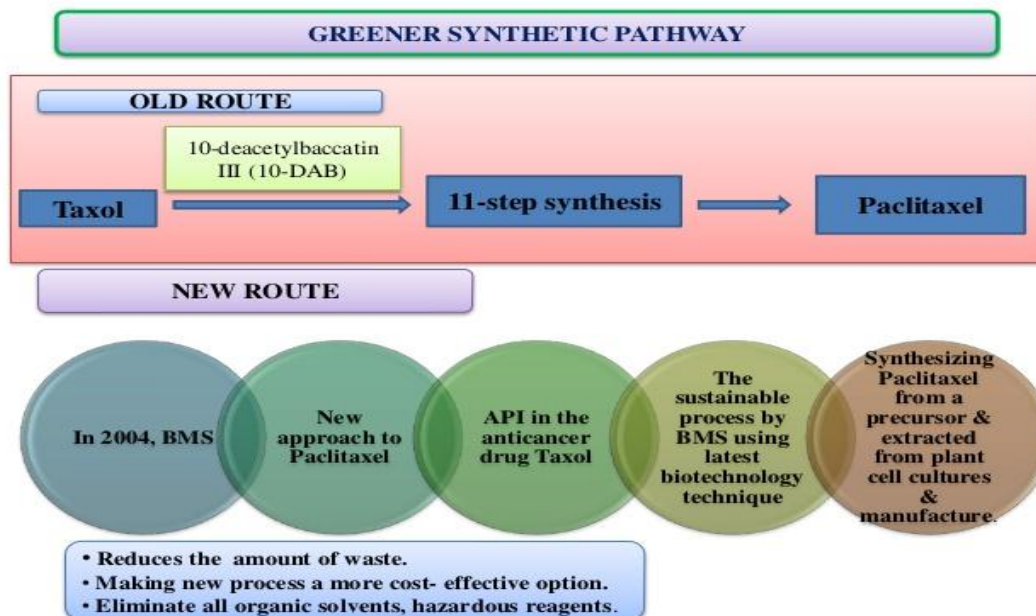 GREENER SYNTHETIC PATHWAY
OLD ROUTE
10-deacetylbaccatin
III (10-DAB)
Taxol
11-step synthesis
Paclitaxel
NEW ROUTE
In 2004, BMS
New
approach to
Paclitaxel
API in the
anticancer
drug Taxol
The
sustainable
process by
BMS using
latest
biotechnology
technique
Synthesizing
Paclitaxel
from a
precursor &
extracted
from plant
cell cultures
&
manufacture.
• Reduces the amount of waste.
• Making new process a more cost- effective option.
• Eliminate all organic solvents, hazardous reagents.